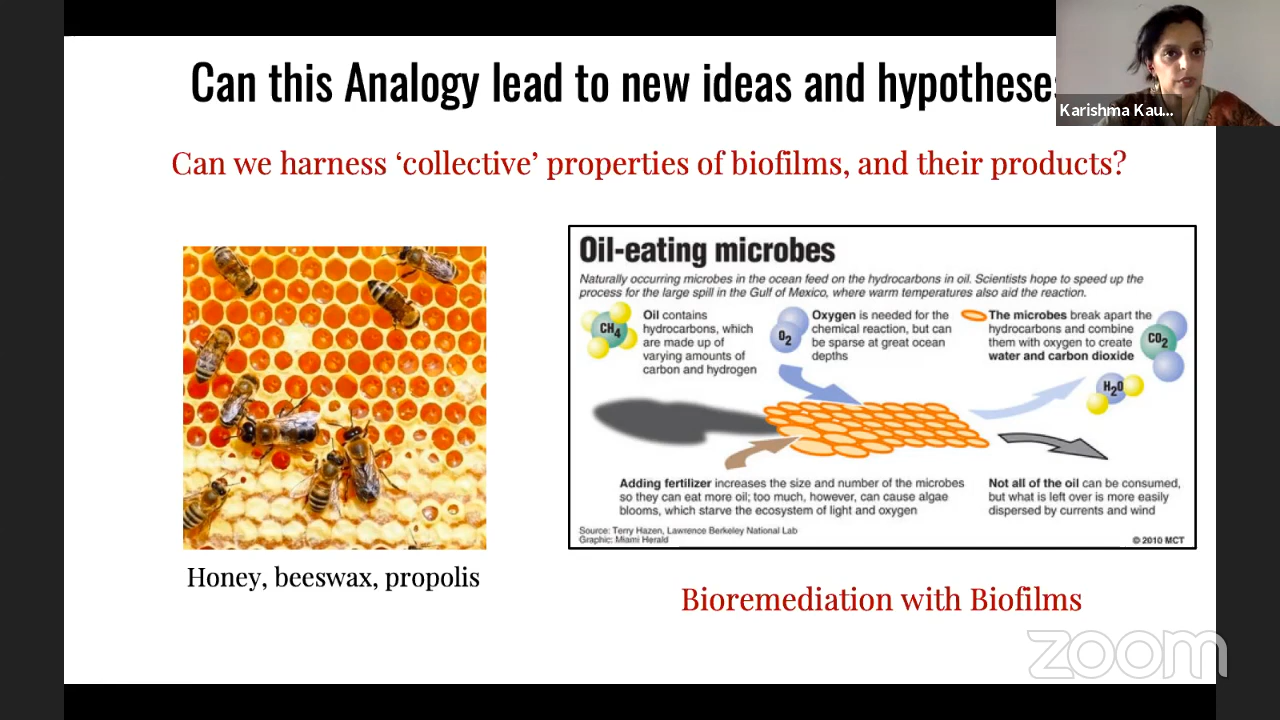 Can this Analogy lead to new ideas and hypotheses
Karishma Kau...
Can we harness ‘collective’ properties of biofilms, and their products?
Honey, beeswax, propolis
Oil-eating microbes
Naturally occurring microbes in the ocean feed on the hydrocarbons in oil. Scientists hope to speed up the
process for the large spill in the Gulf of Mexico, where warm temperatures also aid the reaction.
CH4
Oil contains
hydrocarbons, which
are made up of
varying amounts of
carbon and hydrogen
O2
Oxygen is needed for the
chemical reaction, but can
be sparse at great ocean
depths
The microbes break apart the
hydrocarbons and combine
them with oxygen to create
water and carbon dioxide
CO2
H2O
Adding fertilizer increases the size and number of the microbes
so they can eat more oil; too much, however, can cause algae
blooms, which starve the ecosystem of light and oxygen
Not all of the oil can be consumed,
but what is left over is more easily
dispersed by currents and wind
Source: Terry Hazen, Lawrence Berkeley National Lab
Graphic: Miami Herald
© 2010 MCT
Bioremediation with Biofilms
zoom